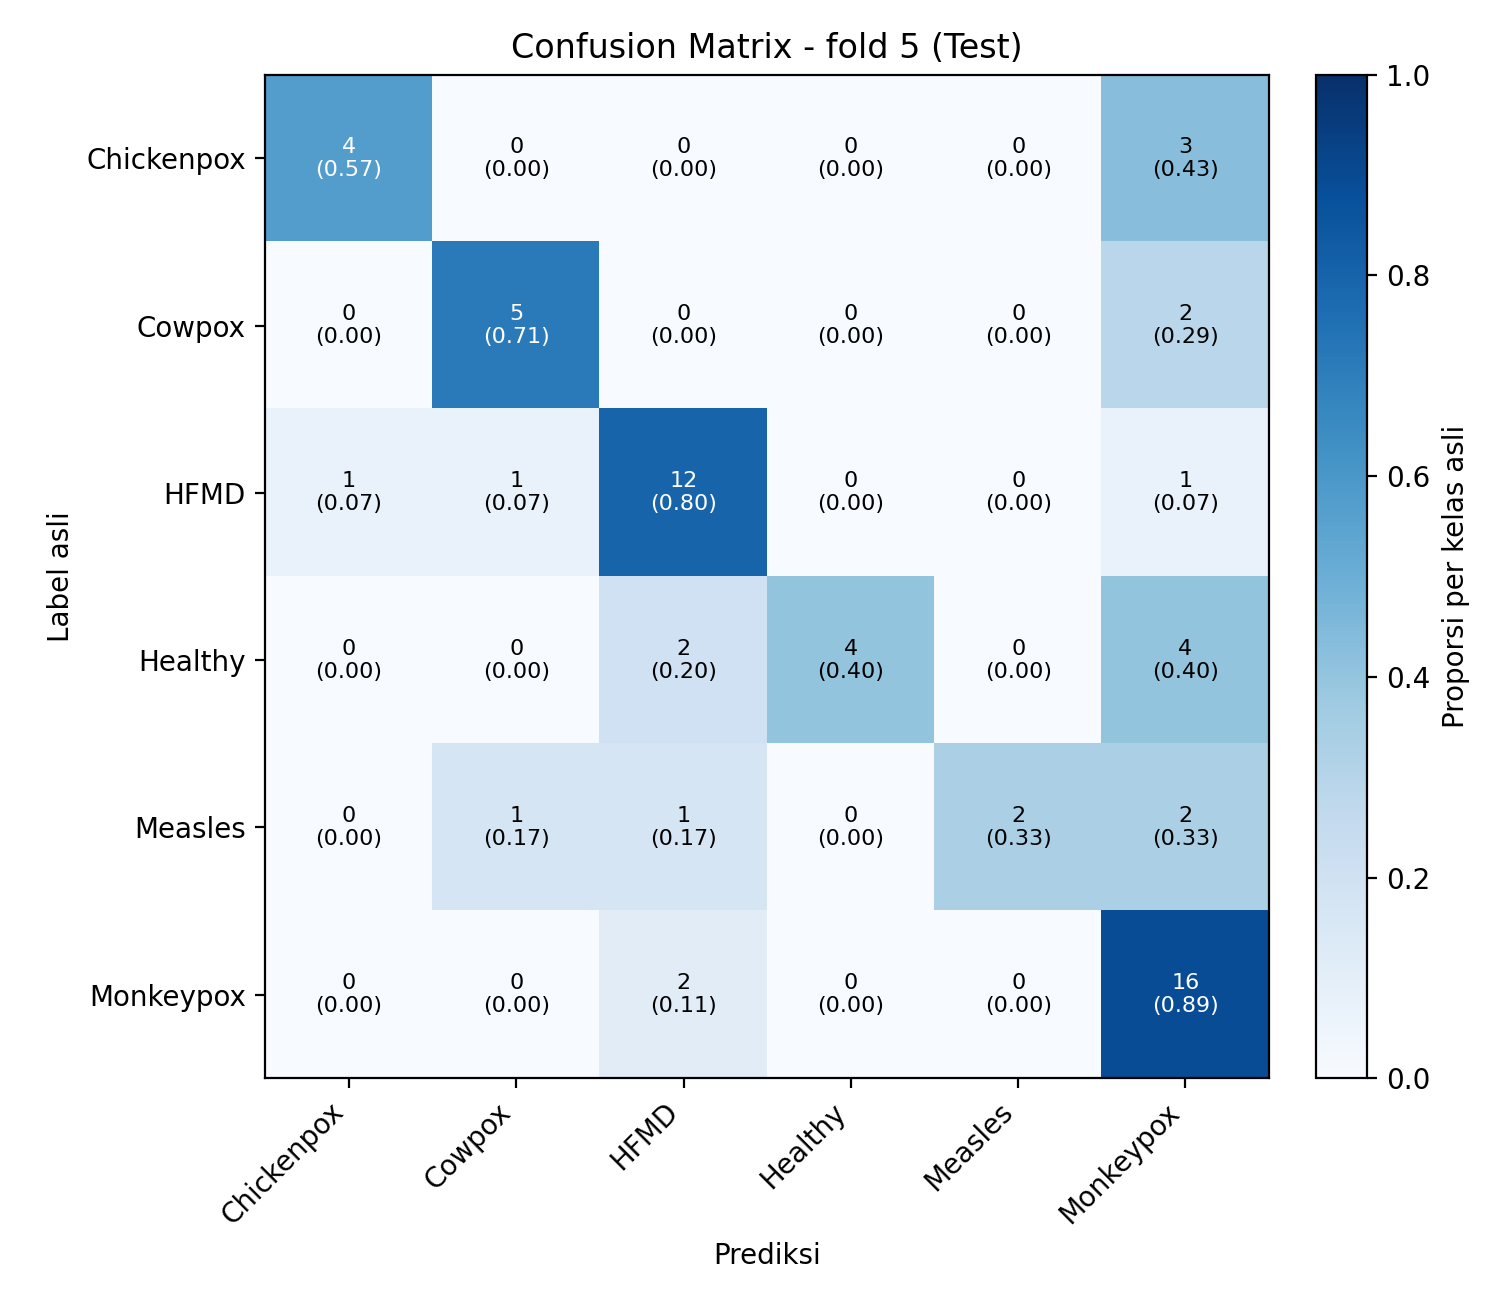 Confusion Matrix - fold 5 (Test)
Label asli
Chickenpox
4 0 0 0 0 3
(0.57) (0.00) (0.00) (0.00) (0.00) (0.43)
Cowpox
0 5 0 0 0 2
(0.00) (0.71) (0.00) (0.00) (0.00) (0.29)
HFMD
1 1 12 0 0 1
(0.07) (0.07) (0.80) (0.00) (0.00) (0.07)
Healthy
0 0 2 4 0 4
(0.00) (0.00) (0.20) (0.40) (0.00) (0.40)
Measles
0 1 1 0 2 2
(0.00) (0.17) (0.17) (0.00) (0.33) (0.33)
Monkeypox
0 0 2 0 0 16
(0.00) (0.00) (0.11) (0.00) (0.00) (0.89)
Chickenpox Cowpox HFMD Healthy Measles Monkeypox
Prediksi
1.0
0.8
0.6
0.4
0.2
0.0
Proporsi per kelas asli